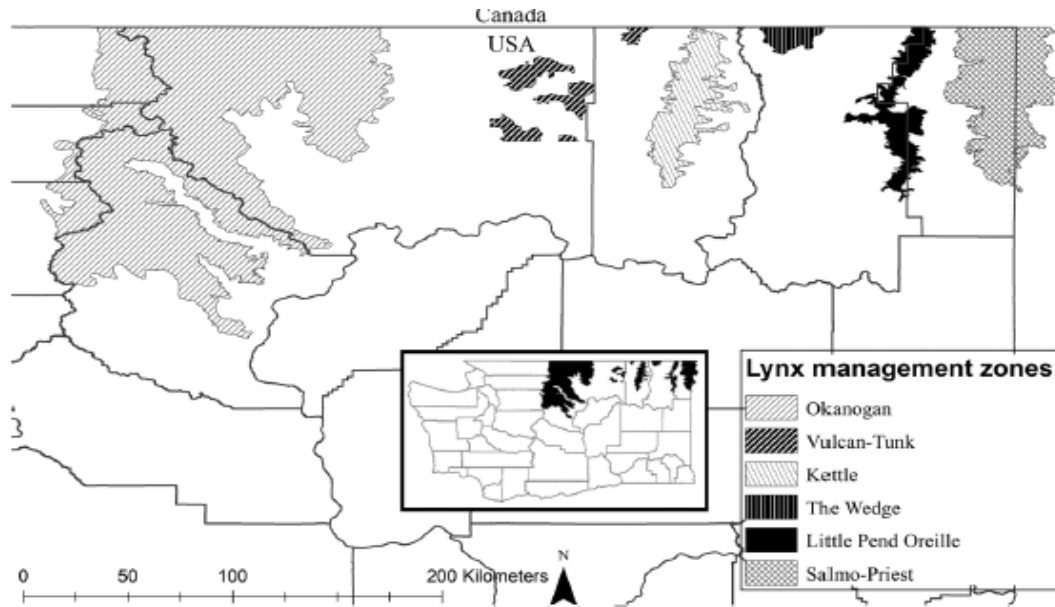 Canada
USA
Lynx management zones
Okanogan
Vulcan-Tunk
Kettle
The Wedge
Little Pend Oreille
Salmo-Priest
N
0 50 100 200 Kilometers